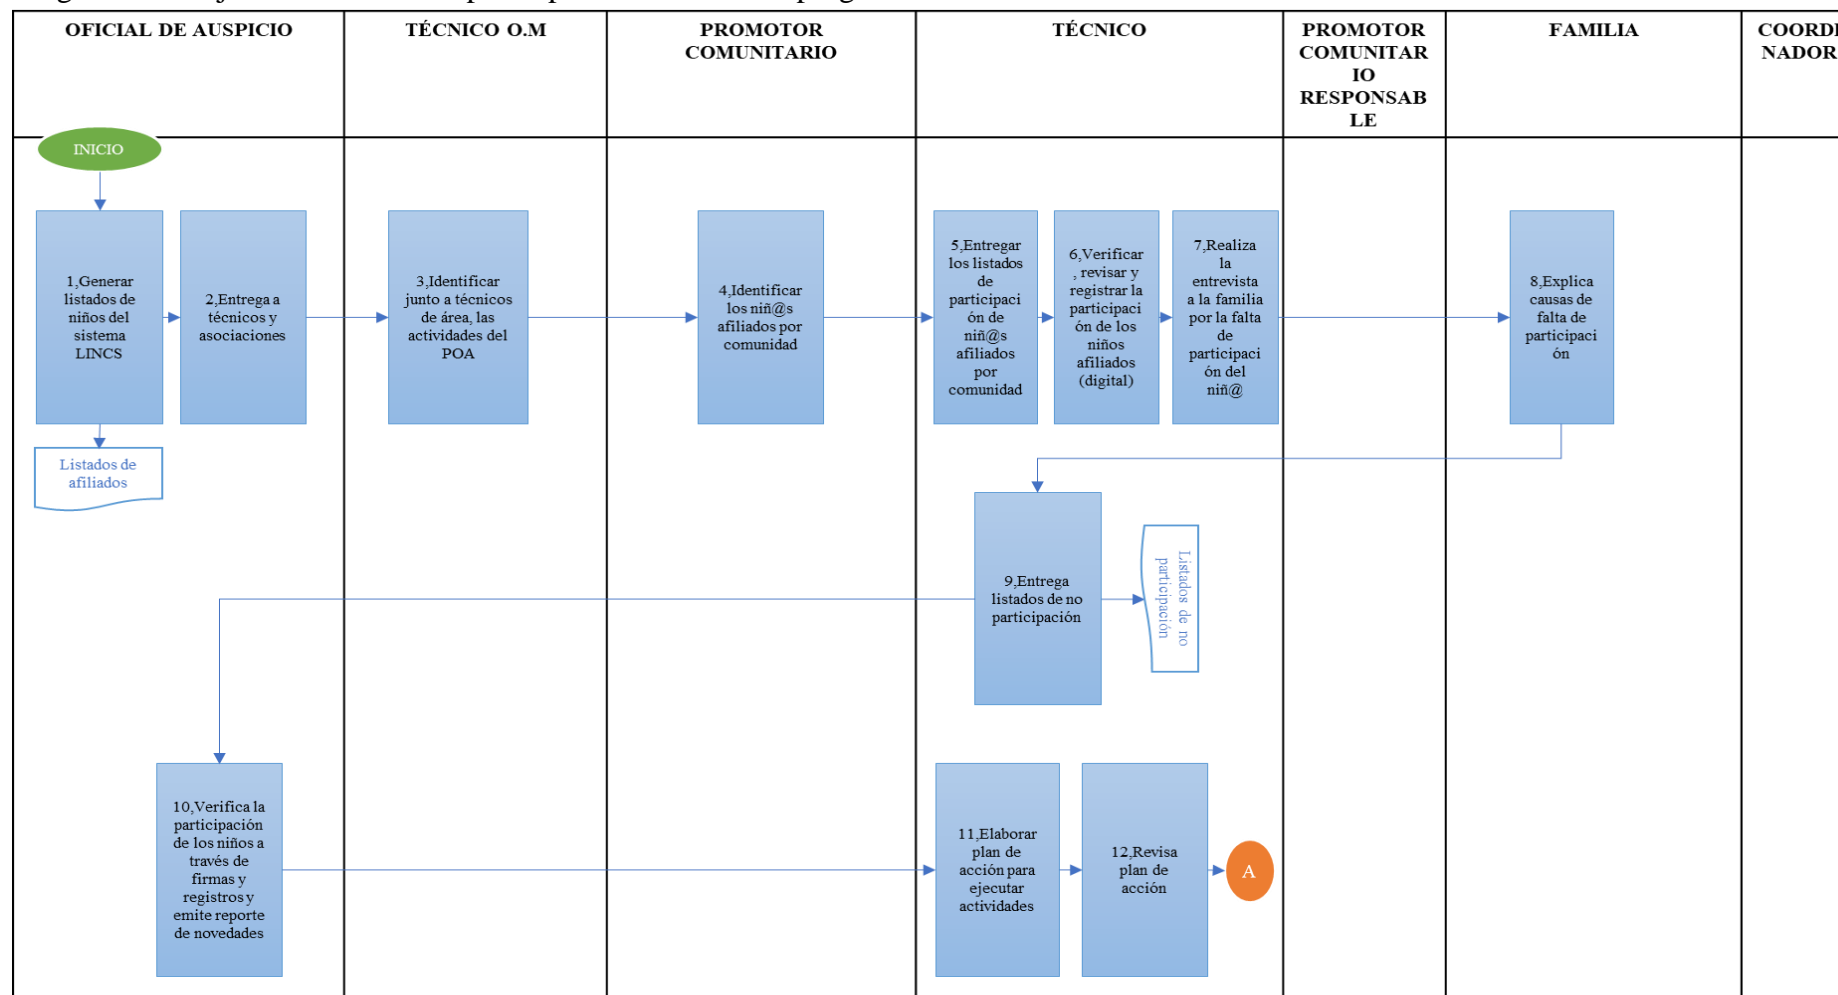 OFICIAL DE AUSPICIO
TÉCNICO O.M
PROMOTOR
COMUNITARIO
TÉCNICO
PROMOTOR
COMUNITAR
IO
RESPONSAB
LE
FAMILIA
COORDI
NADOR
INICIO
1,Generar
listados de
niños del
sistema
LINCS
2,Entrega a
técnicos y
asociaciones
3,Identificar
junto a técnicos
de área, las
actividades del
POA
4,Identificar
los niñ@s
afiliados por
comunidad
5,Entregar
los listados
de
participaci
ón de
niñ@s
afiliados
por
comunidad
6,Verificar
, revisar y
registrar la
participaci
ón de los
niños
afiliados
(digital)
7,Realiza
la
entrevista
a la familia
por la falta
de
participaci
ón del
niñ@
8,Explica
causas de
falta de
participaci
ón
Listados de
afiliados
9,Entrega
listados de no
participación
Listados de no
participación
10,Verifica la
participación
de los niños a
través de
firmas y
registros y
emite reporte
de novedades
11,Elaborar
plan de
acción para
ejecutar
actividades
12,Revisa
plan de
acción
A